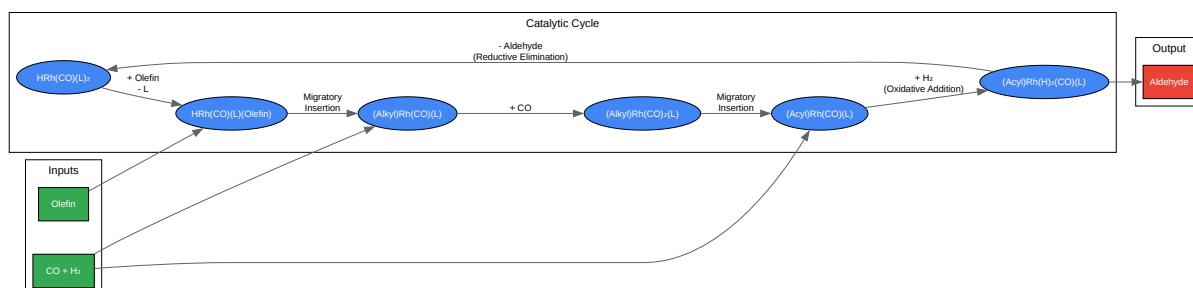 Catalytic Cycle
Output
- Aldehyde
(Reductive Elimination)
HRh(CO)(L)₂
+ Olefin
- L
+ H₂
(Oxidative Addition)
(Acyl)Rh(H)₂(CO)(L)
Aldehyde
HRh(CO)(L)(Olefin)
Migratory
Insertion
(Alkyl)Rh(CO)(L)
+ CO
(Alkyl)Rh(CO)₂(L)
Migratory
Insertion
(Acyl)Rh(CO)(L)
Inputs
Olefin
CO + H₂